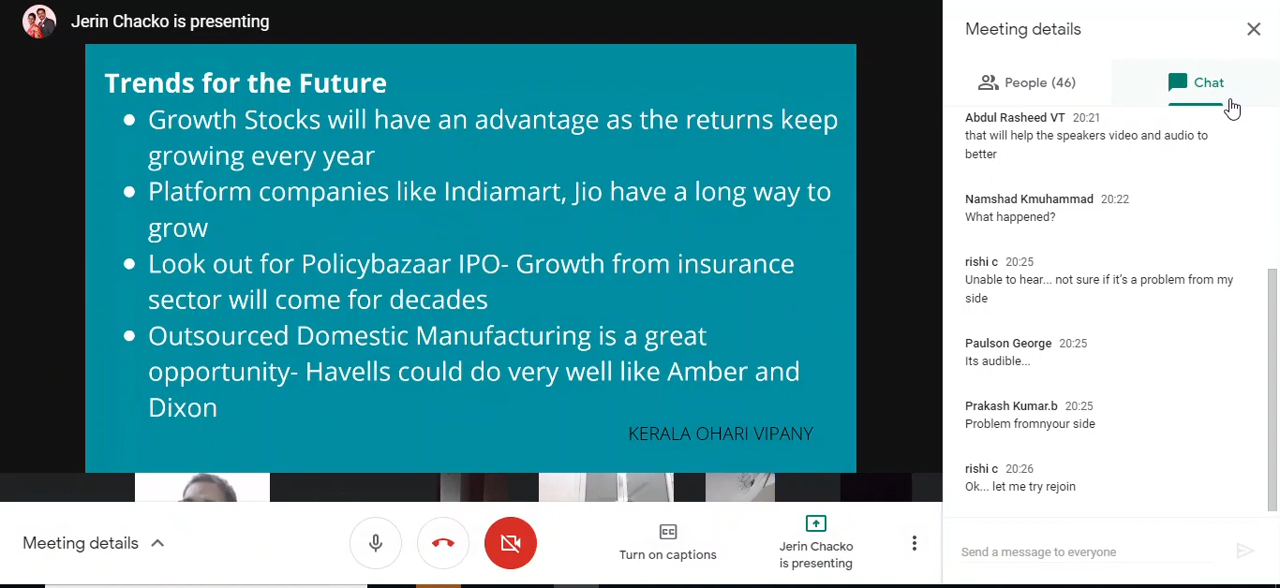 Jerin Chacko is presenting
Trends for the Future
Growth Stocks will have an advantage as the returns keep
growing every year
Platform companies like Indiamart, Jio have a long way to
grow
Look out for Policybazaar IPO- Growth from insurance
sector will come for decades
Outsourced Domestic Manufacturing is a great
opportunity- Havells could do very well like Amber and
Dixon
KERALA OHARI VIPANY
Meeting details
Turn on captions
Jerin Chacko
is presenting
Meeting details
People (46)
Chat
Abdul Rasheed VT 20:21
that will help the speakers video and audio to
better
Namshad Kmuhammad 20:22
What happened?
rishi c 20:25
Unable to hear... not sure if it's a problem from my
side
Paulson George 20:25
Its audible...
Prakash Kumar.b 20:25
Problem fromnyour side
rishi c 20:26
Ok... let me try rejoin
Send a message to everyone